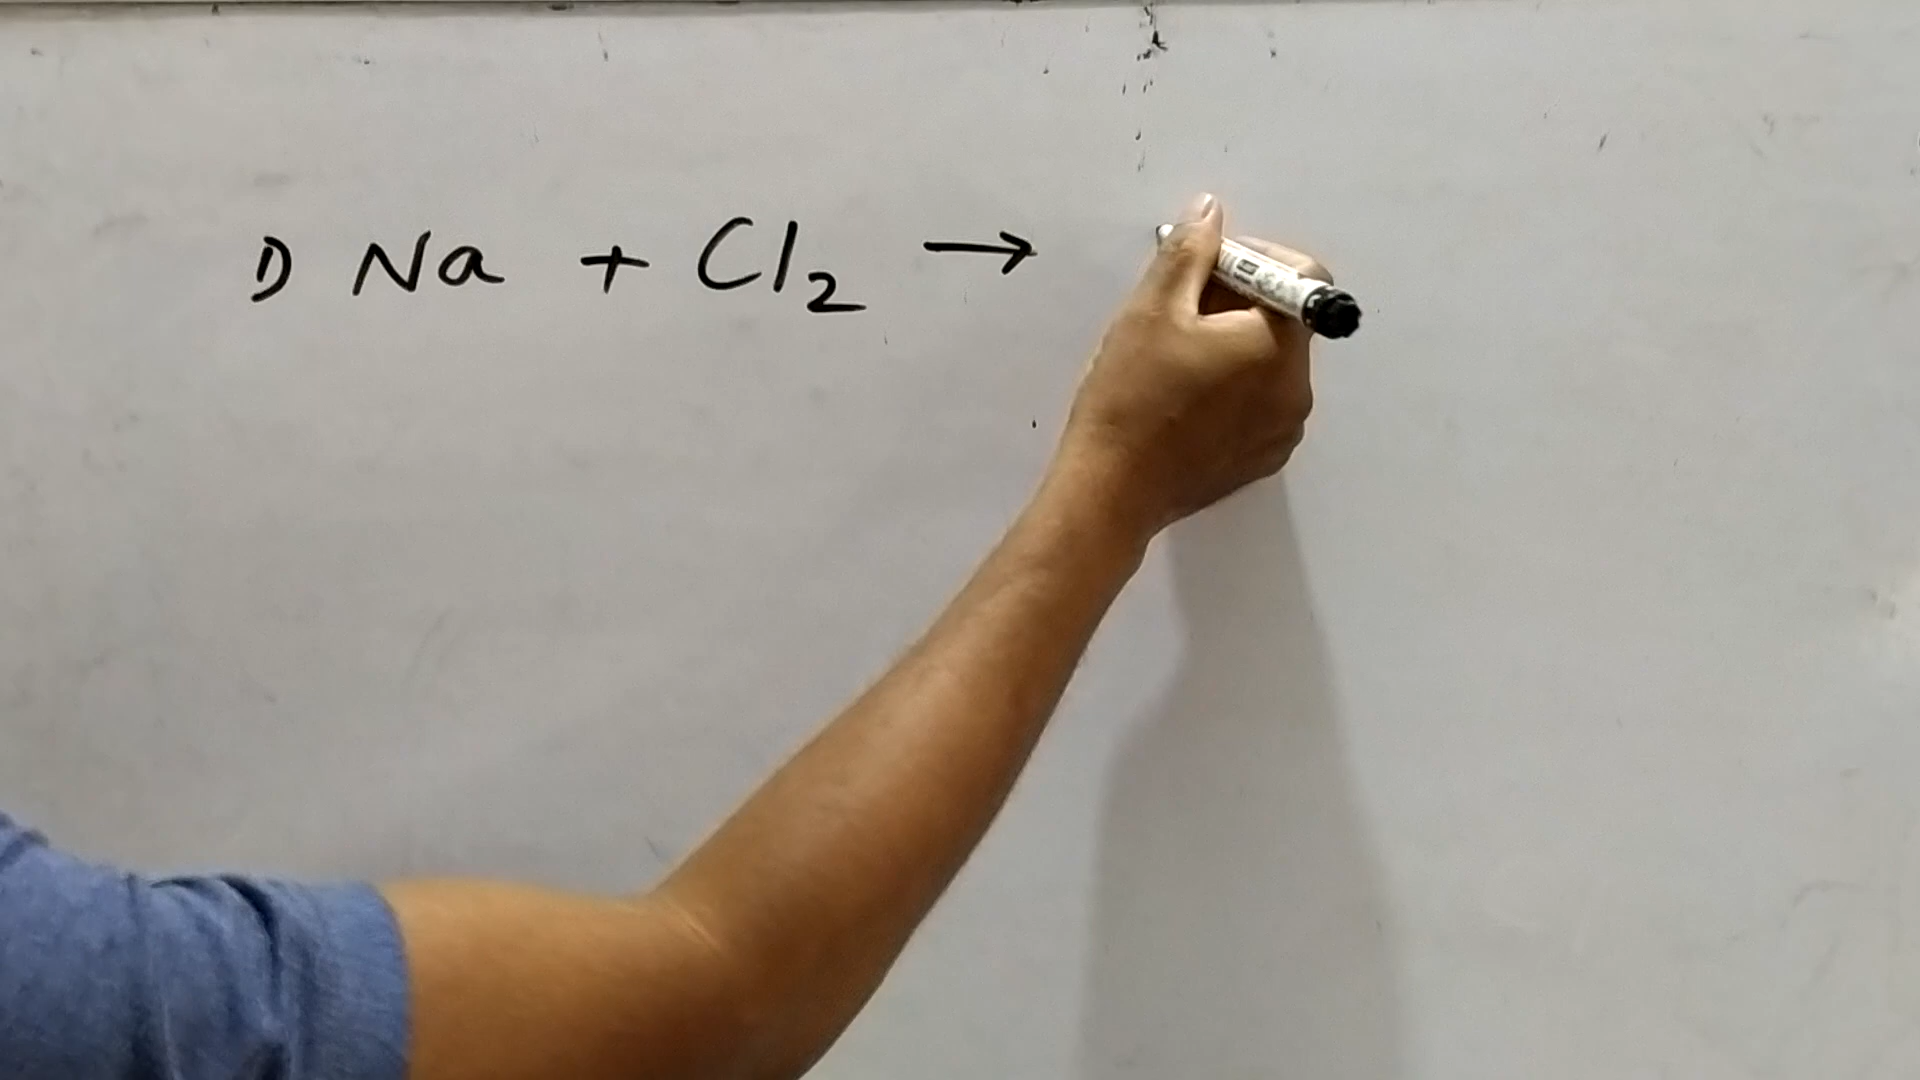 1) Na + Cl₂ →